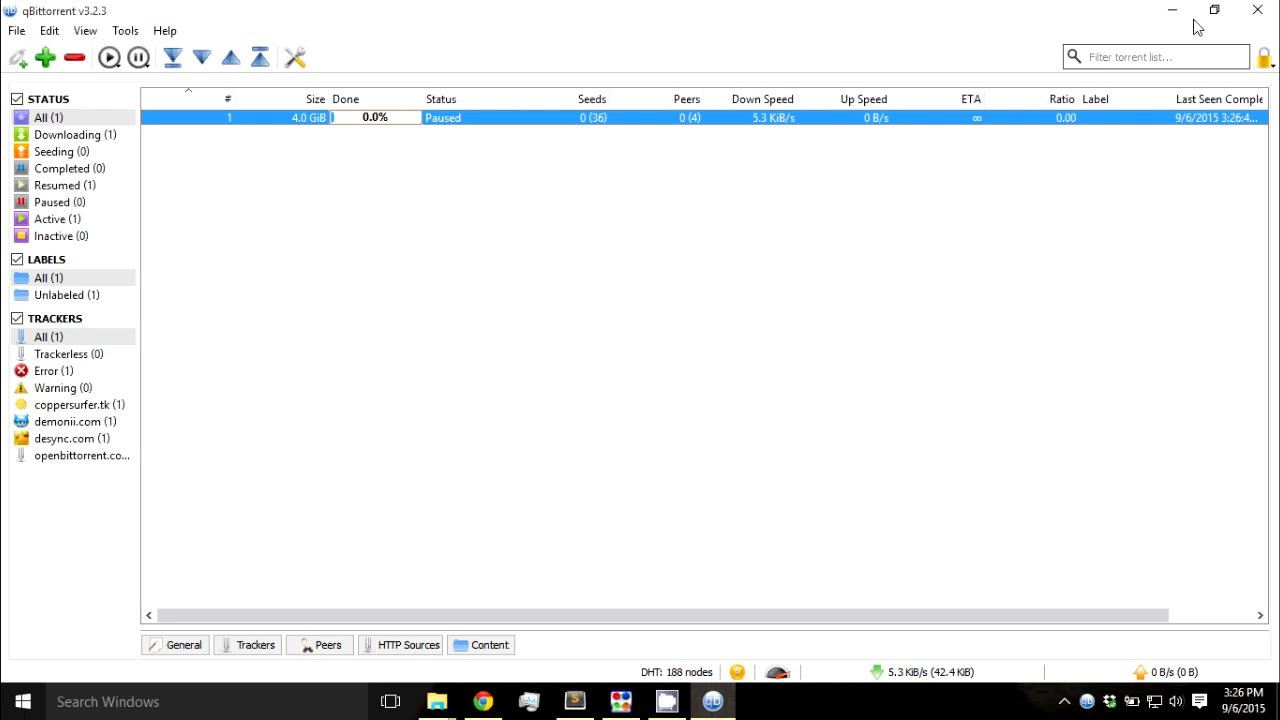 qBittorrent v3.2.3
File Edit View Tools Help
Filter torrent list...
STATUS
All (1)
Downloading (1)
Seeding (0)
Completed (0)
Resumed (1)
Paused (0)
Active (1)
Inactive (0)
LABELS
All (1)
Unlabeled (1)
TRACKERS
All (1)
Trackerless (0)
Error (1)
Warning (0)
coppersurfer.tk (1)
demonii.com (1)
desync.com (1)
openbittorrent.co...
# Size Done Status Seeds Peers Down Speed Up Speed ETA Ratio Label Last Seen Comple
1 4.0 GiB 0.0% Paused 0 (36) 0 (4) 5.3 KiB/s 0 B/s ∞ 0.00 9/6/2015 3:26:4...
General Trackers Peers HTTP Sources Content
DHT: 188 nodes 5.3 KiB/s (42.4 KiB) 0 B/s (0 B)
Search Windows
3:26 PM
9/6/2015